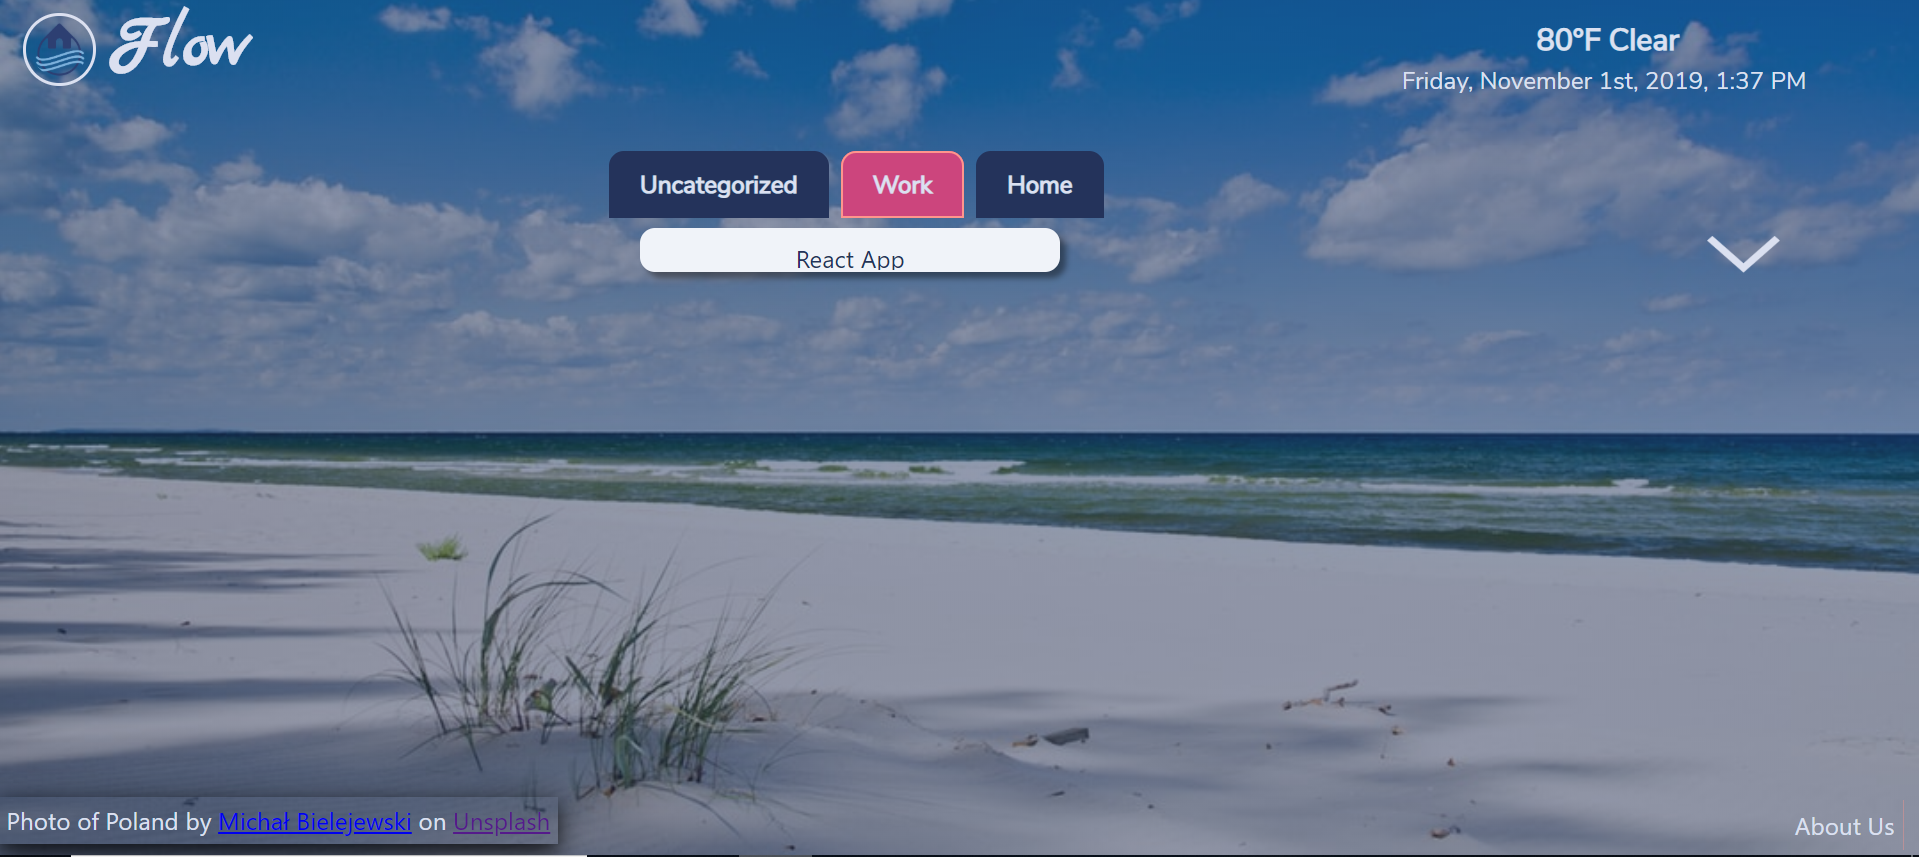 Flow
80°F Clear
Friday, November 1st, 2019, 1:37 PM
Uncategorized
Work
Home
React App
Photo of Poland by Michał Bielejewski on Unsplash
About Us